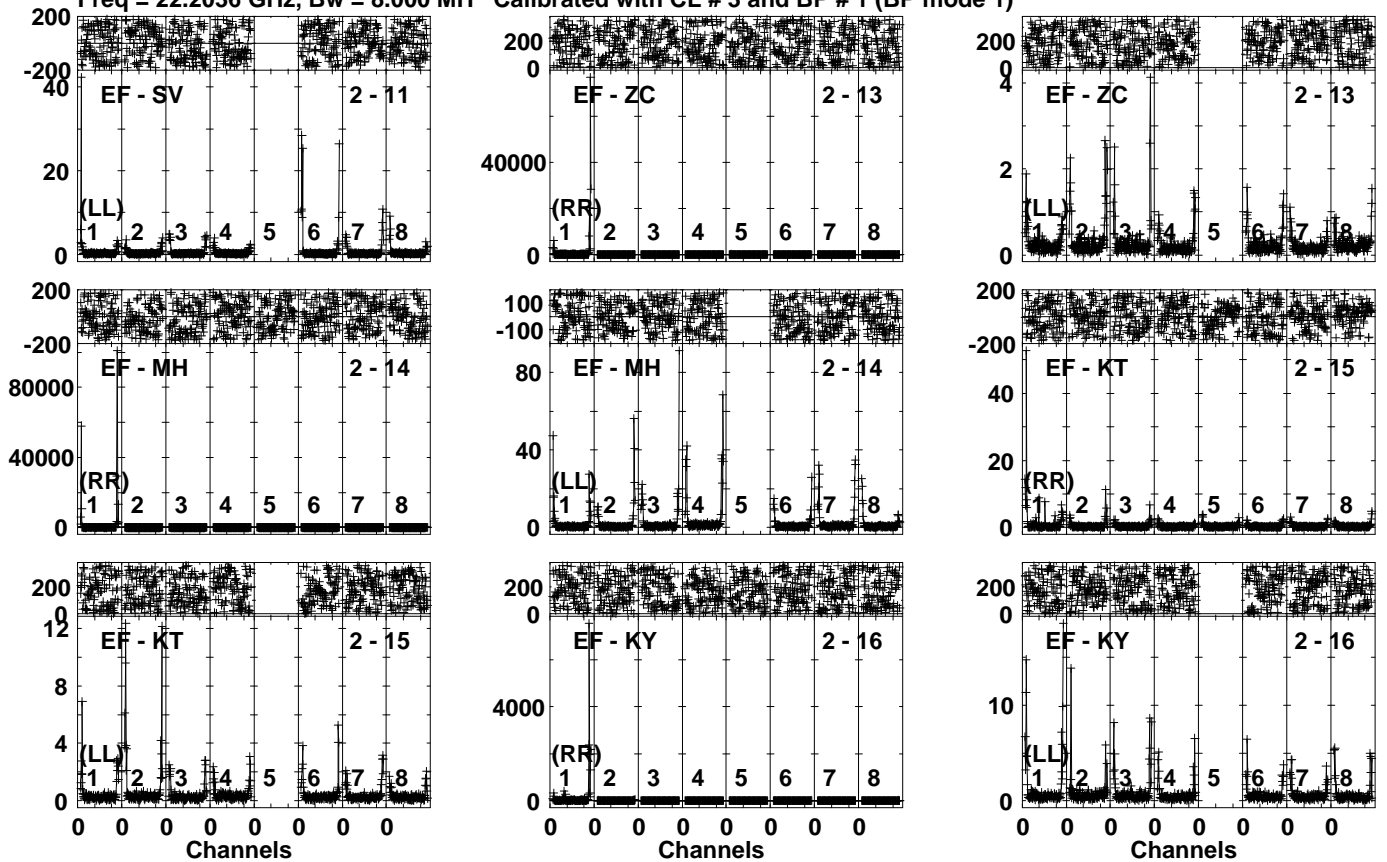 Freq = 22.2036 GHz, Bw = 8.000 MH Calibrated with CL # 3 and BP # 1 (BP mode 1)
200
-200
40
20
0
EF - SV 2 - 11
(LL)
1 2 3 4 5 6 7 8
200
0
40000
0
EF - ZC 2 - 13
(RR)
1 2 3 4 5 6 7 8
200
0
4
2
0
EF - ZC 2 - 13
(LL)
1 2 3 4 5 6 7 8
200
-200
80000
40000
0
EF - MH 2 - 14
(RR)
1 2 3 4 5 6 7 8
100
-100
80
40
0
EF - MH 2 - 14
(LL)
1 2 3 4 5 6 7 8
200
-200
40
20
0
EF - KT 2 - 15
(RR)
1 2 3 4 5 6 7 8
200
0
12
8
4
0
EF - KT 2 - 15
(LL)
1 2 3 4 5 6 7 8
0 0 0 0 0 0 0 0
Channels
200
0
4000
0
EF - KY 2 - 16
(RR)
1 2 3 4 5 6 7 8
0 0 0 0 0 0 0 0
Channels
200
0
10
0
EF - KY 2 - 16
(LL)
1 2 3 4 5 6 7 8
0 0 0 0 0 0 0 0
Channels